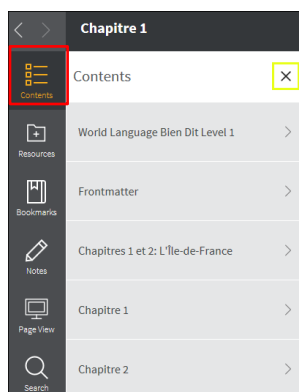 Chapitre 1
Contents
Contents
World Language Bien Dit Level 1
Resources
Frontmatter
Bookmarks
Chapitres 1 et 2: L'Île-de-France
Notes
Chapitre 1
Page View
Chapitre 2
Search